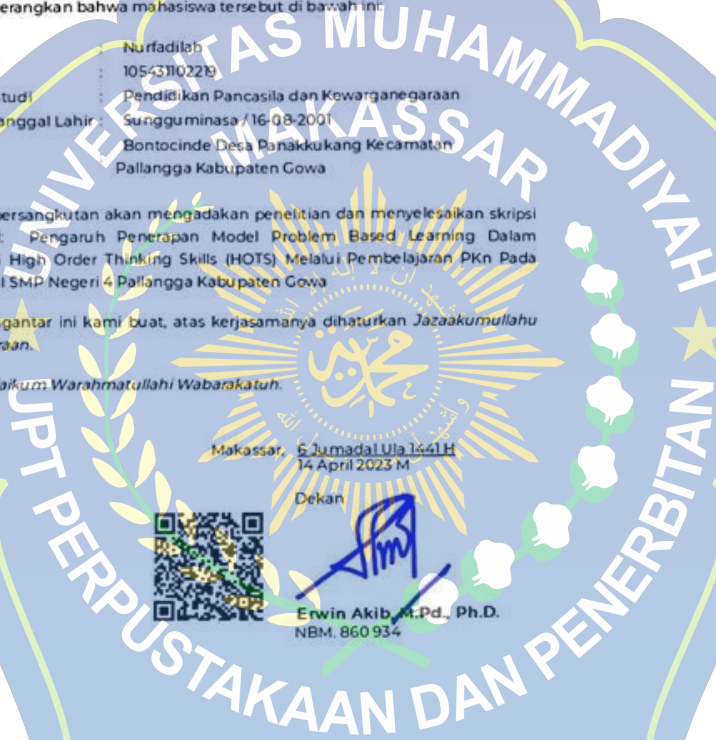 erangkan bahwa mahasiswa tersebut di bawah ini:
: Nurfadilah
: 105431102219
tudi : Pendidikan Pancasila dan Kewarganegaraan
anggal Lahir : Sungguminasa / 16-08-2001
Bontocinde Desa Panakkukang Kecamatan
Pallangga Kabupaten Gowa
bersangkutan akan mengadakan penelitian dan menyelesaikan skripsi
: Pengaruh Penerapan Model Problem Based Learning Dalam
High Order Thinking Skills (HOTS) Melalui Pembelajaran PKn Pada
I SMP Negeri 4 Pallangga Kabupaten Gowa
ngantar ini kami buat, atas kerjasamanya dihaturkan Jazaakumullahu
raan.
aikum Warahmatullahi Wabarakatuh.
Makassar, 6 Jumadal Ula 1441 H
14 April 2023 M
Dekan
Erwin Akib, M.Pd., Ph.D.
NBM. 860 934
UNIVERSITAS MUHAMMADIYAH
MAKASSAR
UPT PERPUSTAKAAN DAN PENERBITAN
محمدية